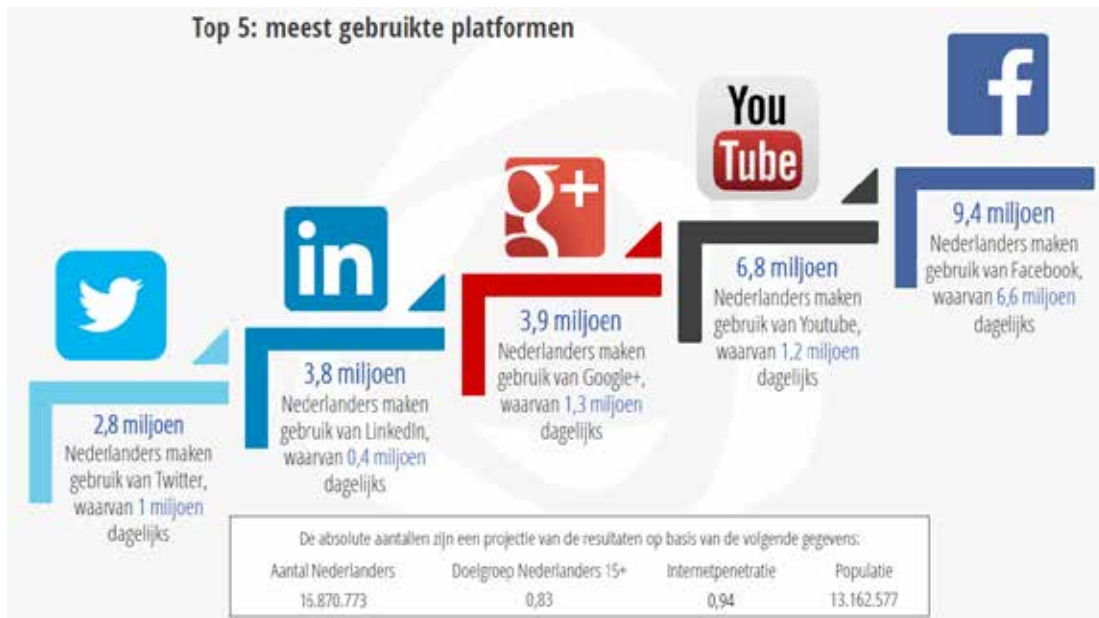 Top 5: meest gebruikte platformen
2,8 miljoen
Nederlanders maken
gebruik van Twitter,
waarvan 1 miljoen
dagelijks
in
3,8 miljoen
Nederlanders maken
gebruik van LinkedIn,
waarvan 0,4 miljoen
dagelijks
g+
3,9 miljoen
Nederlanders maken
gebruik van Google+,
waarvan 1,3 miljoen
dagelijks
You
Tube
6,8 miljoen
Nederlanders maken
gebruik van Youtube,
waarvan 1,2 miljoen
dagelijks
f
9,4 miljoen
Nederlanders maken
gebruik van Facebook,
waarvan 6,6 miljoen
dagelijks
De absolute aantallen zijn een projectie van de resultaten op basis van de volgende gegevens:
Aantal Nederlanders Doelgroep Nederlanders 15+ Internetpenetratie Populatie
16.870.773 0,83 0,94 13.162.577